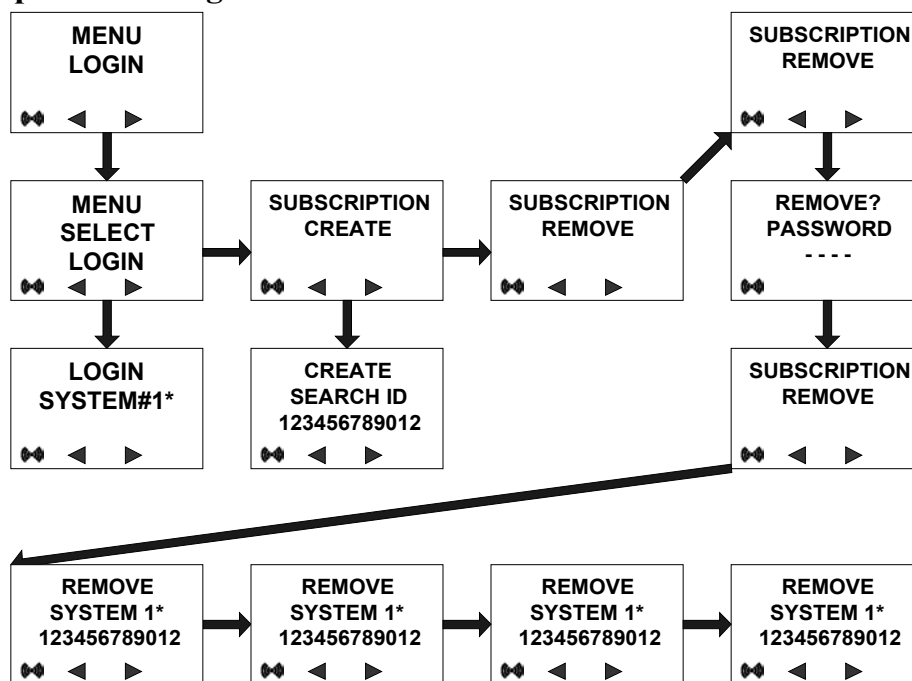 MENU
LOGIN
SUBSCRIPTION
REMOVE
MENU
SELECT
LOGIN
SUBSCRIPTION
CREATE
SUBSCRIPTION
REMOVE
REMOVE?
PASSWORD
- - - -
LOGIN
SYSTEM#1*
CREATE
SEARCH ID
123456789012
SUBSCRIPTION
REMOVE
REMOVE
SYSTEM 1*
123456789012
REMOVE
SYSTEM 1*
123456789012
REMOVE
SYSTEM 1*
123456789012
REMOVE
SYSTEM 1*
123456789012